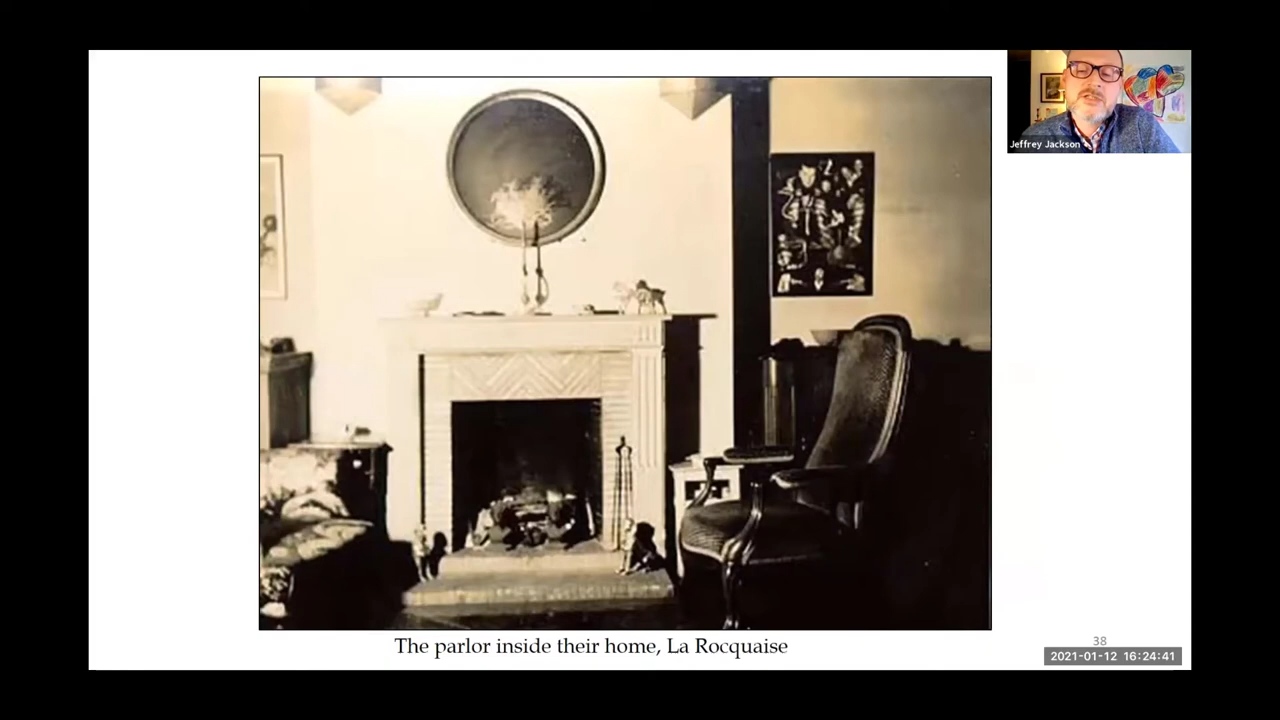 Jeffrey Jackson
The parlor inside their home, La Rocquaise
38
2021-01-12 16:24:41